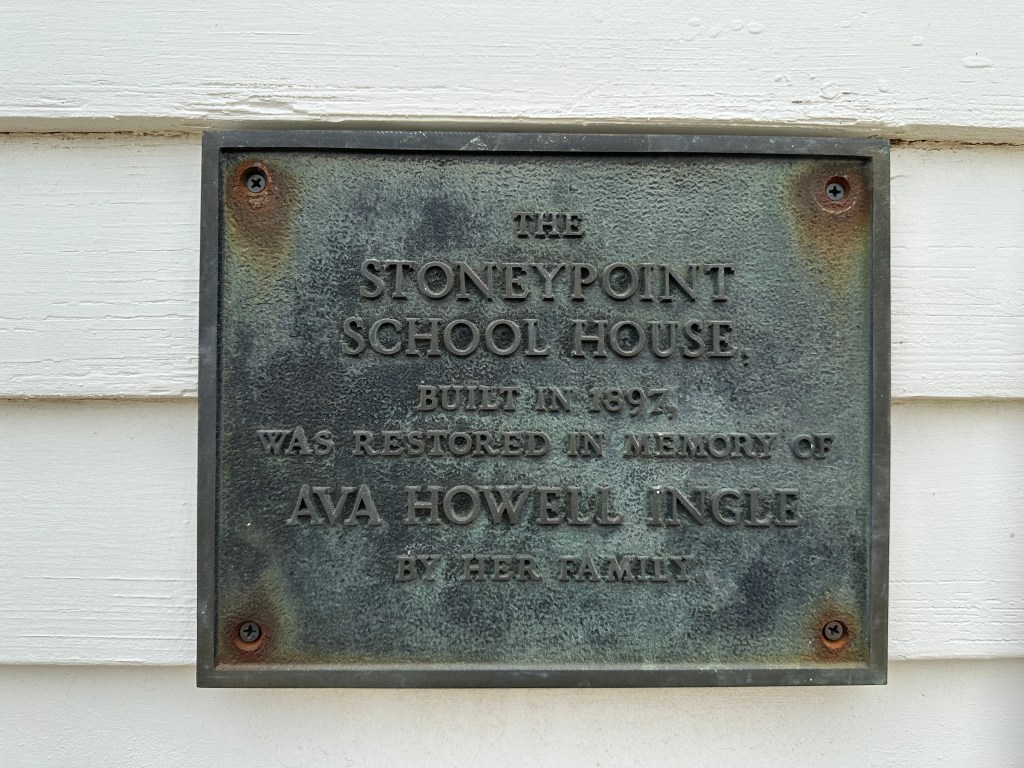 THE
STONEYPOINT
SCHOOL HOUSE,
BUILT IN 1897,
WAS RESTORED IN MEMORY OF
AVA HOWELL INGLE
BY HER FAMILY